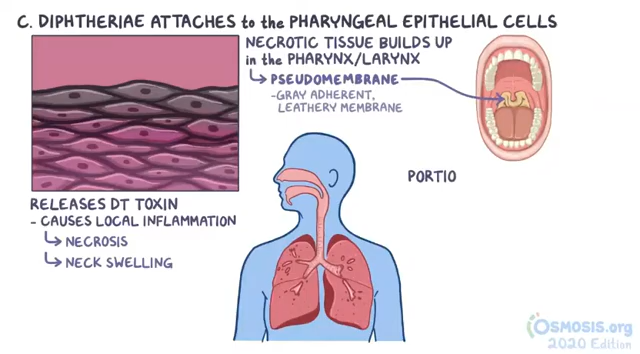 C. DIPHTHERIAE ATTACHES to the PHARYNGEAL EPITHELIAL CELLS
NECROTIC TISSUE BUILDS UP
in the PHARYNX/LARYNX
PSEUDOMEMBRANE
- GRAY ADHERENT,
LEATHERY MEMBRANE
PORTIO
RELEASES DT TOXIN
- CAUSES LOCAL INFLAMMATION
NECROSIS
NECK SWELLING
OSMOSIS.org
2020 Edition